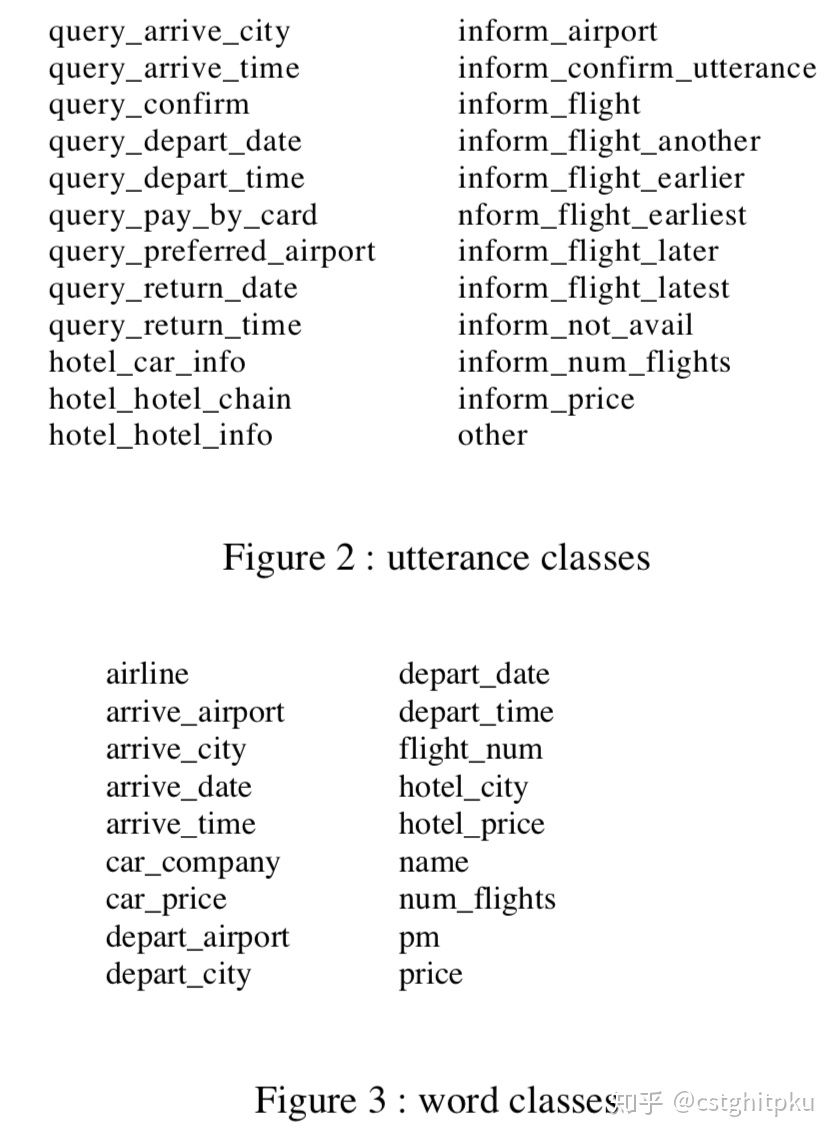 query_arrive_city
query_arrive_time
query_confirm
query_depart_date
query_depart_time
query_pay_by_card
query_preferred_airport
query_return_date
query_return_time
hotel_car_info
hotel_hotel_chain
hotel_hotel_info
inform_airport
inform_confirm_utterance
inform_flight
inform_flight_another
inform_flight_earlier
nform_flight_earliest
inform_flight_later
inform_flight_latest
inform_not_avail
inform_num_flights
inform_price
other
Figure 2 : utterance classes
airline
arrive_airport
arrive_city
arrive_date
arrive_time
car_company
car_price
depart_airport
depart_city
depart_date
depart_time
flight_num
hotel_city
hotel_price
name
num_flights
pm
price
Figure 3 : word classes
知乎 @cstghitpku